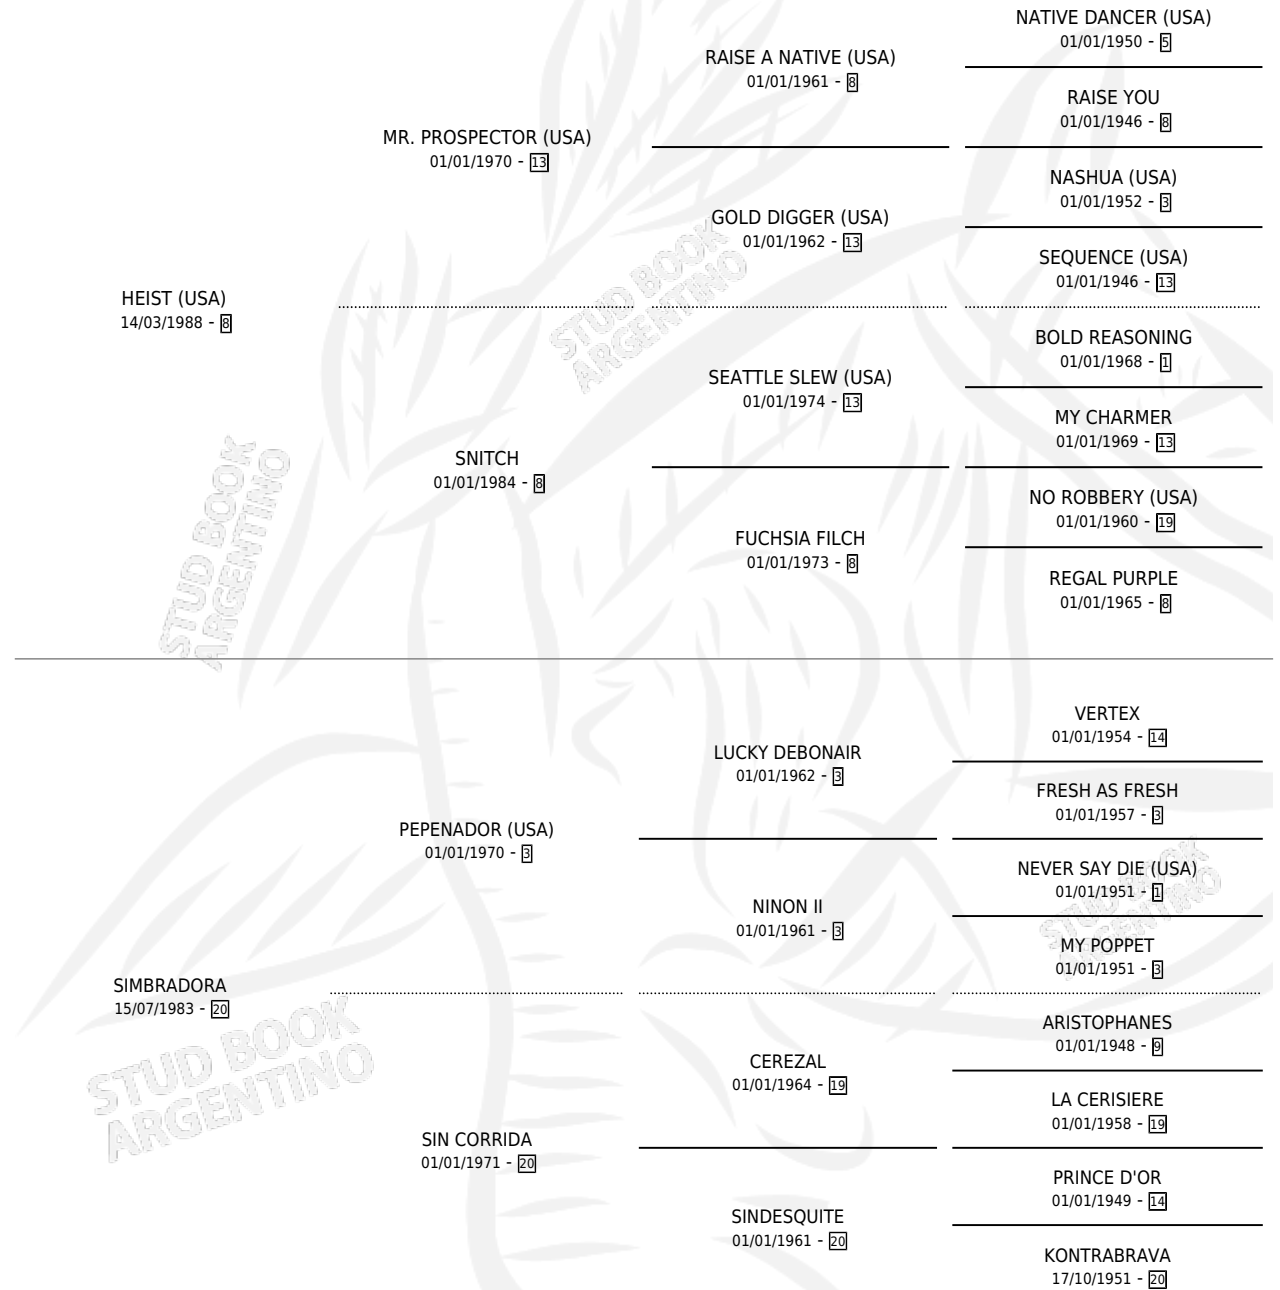 NATIVE DANCER (USA)
01/01/1950 - 5
RAISE A NATIVE (USA)
01/01/1961 - 8
RAISE YOU
01/01/1946 - 8
MR. PROSPECTOR (USA)
01/01/1970 - 13
NASHUA (USA)
01/01/1952 - 3
GOLD DIGGER (USA)
01/01/1962 - 13
SEQUENCE (USA)
01/01/1946 - 13
HEIST (USA)
14/03/1988 - 8
BOLD REASONING
01/01/1968 - 1
SEATTLE SLEW (USA)
01/01/1974 - 13
MY CHARMER
01/01/1969 - 13
SNITCH
01/01/1984 - 8
NO ROBBERY (USA)
01/01/1960 - 19
FUCHSIA FILCH
01/01/1973 - 8
REGAL PURPLE
01/01/1965 - 8
VERTEX
01/01/1954 - 14
LUCKY DEBONAIR
01/01/1962 - 3
FRESH AS FRESH
01/01/1957 - 3
PEPENADOR (USA)
01/01/1970 - 3
NEVER SAY DIE (USA)
01/01/1951 - 1
NINON II
01/01/1961 - 3
MY POPPET
01/01/1951 - 3
SIMBRADORA
15/07/1983 - 20
ARISTOPHANES
01/01/1948 - 9
CEREZAL
01/01/1964 - 19
LA CERISIERE
01/01/1958 - 19
SIN CORRIDA
01/01/1971 - 20
PRINCE D'OR
01/01/1949 - 14
SINDESQUITE
01/01/1961 - 20
KONTRABRAVA
17/10/1951 - 20
STUD BOOK
ARGENTINO
STUD BOOK
ARGENTINO
STUD BOOK
ARGENTINO
STUD BOOK
ARGENTINO